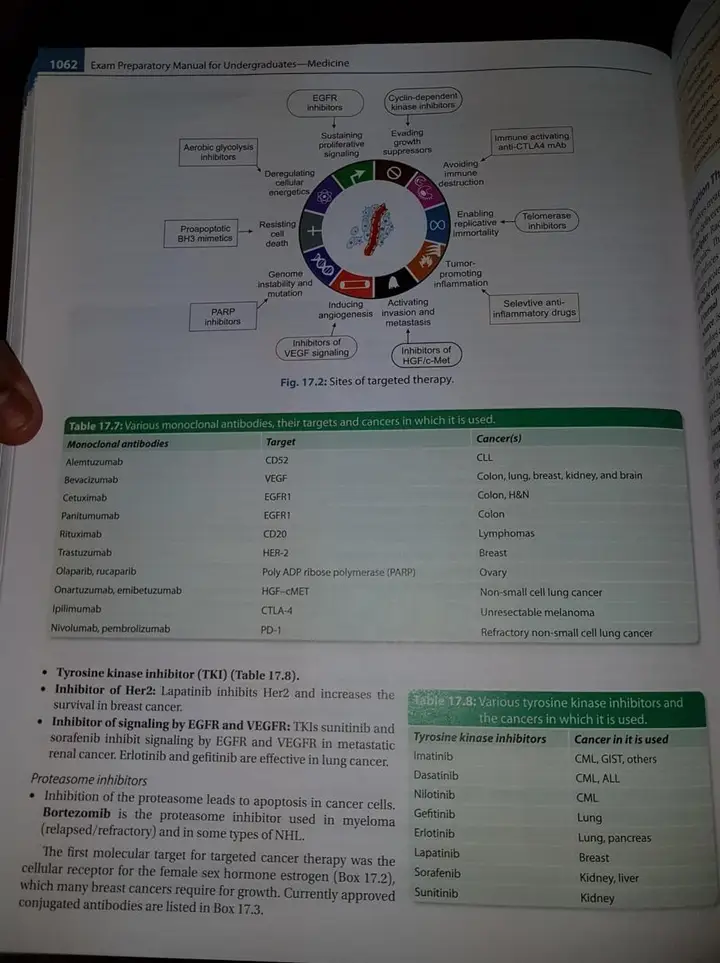 1062 Exam Preparatory Manual for Undergraduates—Medicine
EGFR
inhibitors
Cyclin-dependent
kinase inhibitors
Aerobic glycolysis
inhibitors
Sustaining
proliferative
signaling
Evading
growth
suppressors
Immune activating
anti-CTLA4 mAb
Deregulating
cellular
energetics
Avoiding
immune
destruction
Proapoptotic
BH3 mimetics
Resisting
cell
death
Enabling
replicative
immortality
Telomerase
inhibitors
Genome
instability and
mutation
Tumor-
promoting
inflammation
PARP
inhibitors
Inducing
angiogenesis
Activating
invasion and
metastasis
Selevtive anti-
inflammatory drugs
Inhibitors of
VEGF signaling
Inhibitors of
HGF/c-Met
Fig. 17.2: Sites of targeted therapy.
Table 17.7: Various monoclonal antibodies, their targets and cancers in which it is used.
Monoclonal antibodies Target Cancer(s)
Alemtuzumab CD52 CLL
Bevacizumab VEGF Colon, lung, breast, kidney, and brain
Cetuximab EGFR1 Colon, H&N
Panitumumab EGFR1 Colon
Rituximab CD20 Lymphomas
Trastuzumab HER-2 Breast
Olaparib, rucaparib Poly ADP ribose polymerase (PARP) Ovary
Onartuzumab, emibetuzumab HGF–cMET Non-small cell lung cancer
Ipilimumab CTLA-4 Unresectable melanoma
Nivolumab, pembrolizumab PD-1 Refractory non-small cell lung cancer
• Tyrosine kinase inhibitor (TKI) (Table 17.8).
• Inhibitor of Her2: Lapatinib inhibits Her2 and increases the
survival in breast cancer.
• Inhibitor of signaling by EGFR and VEGFR: TKIs sunitinib and
sorafenib inhibit signaling by EGFR and VEGFR in metastatic
renal cancer. Erlotinib and gefitinib are effective in lung cancer.
Proteasome inhibitors
• Inhibition of the proteasome leads to apoptosis in cancer cells.
Bortezomib is the proteasome inhibitor used in myeloma
(relapsed/refractory) and in some types of NHL.
The first molecular target for targeted cancer therapy was the
cellular receptor for the female sex hormone estrogen (Box 17.2),
which many breast cancers require for growth. Currently approved
conjugated antibodies are listed in Box 17.3.
Table 17.8: Various tyrosine kinase inhibitors and
the cancers in which it is used.
Tyrosine kinase inhibitors Cancer in it is used
Imatinib CML, GIST, others
Dasatinib CML, ALL
Nilotinib CML
Gefitinib Lung
Erlotinib Lung, pancreas
Lapatinib Breast
Sorafenib Kidney, liver
Sunitinib Kidney